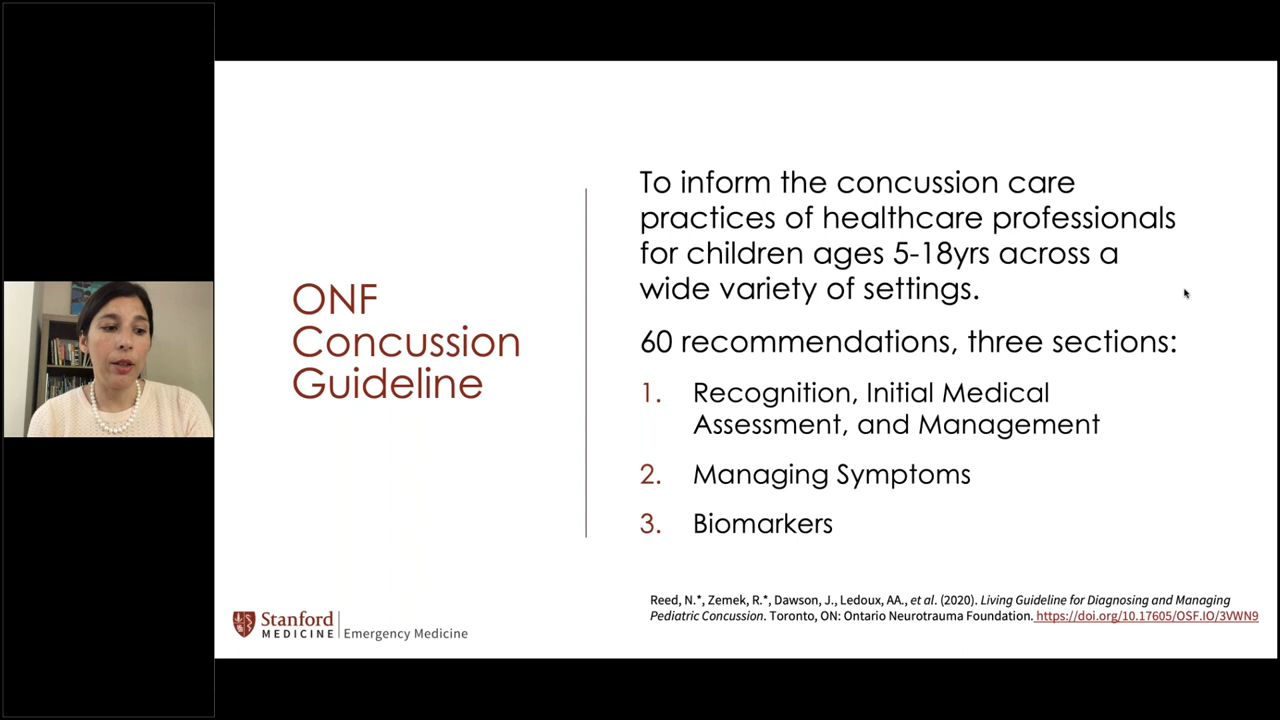 ONF
Concussion
Guideline
To inform the concussion care
practices of healthcare professionals
for children ages 5-18yrs across a
wide variety of settings.
60 recommendations, three sections:
1. Recognition, Initial Medical
Assessment, and Management
2. Managing Symptoms
3. Biomarkers
Reed, N.*, Zemek, R.*, Dawson, J., Ledoux, AA., et al. (2020). Living Guideline for Diagnosing and Managing
Pediatric Concussion. Toronto, ON: Ontario Neurotrauma Foundation. https://doi.org/10.17605/OSF.IO/3VWN9
Stanford
MEDICINE | Emergency Medicine